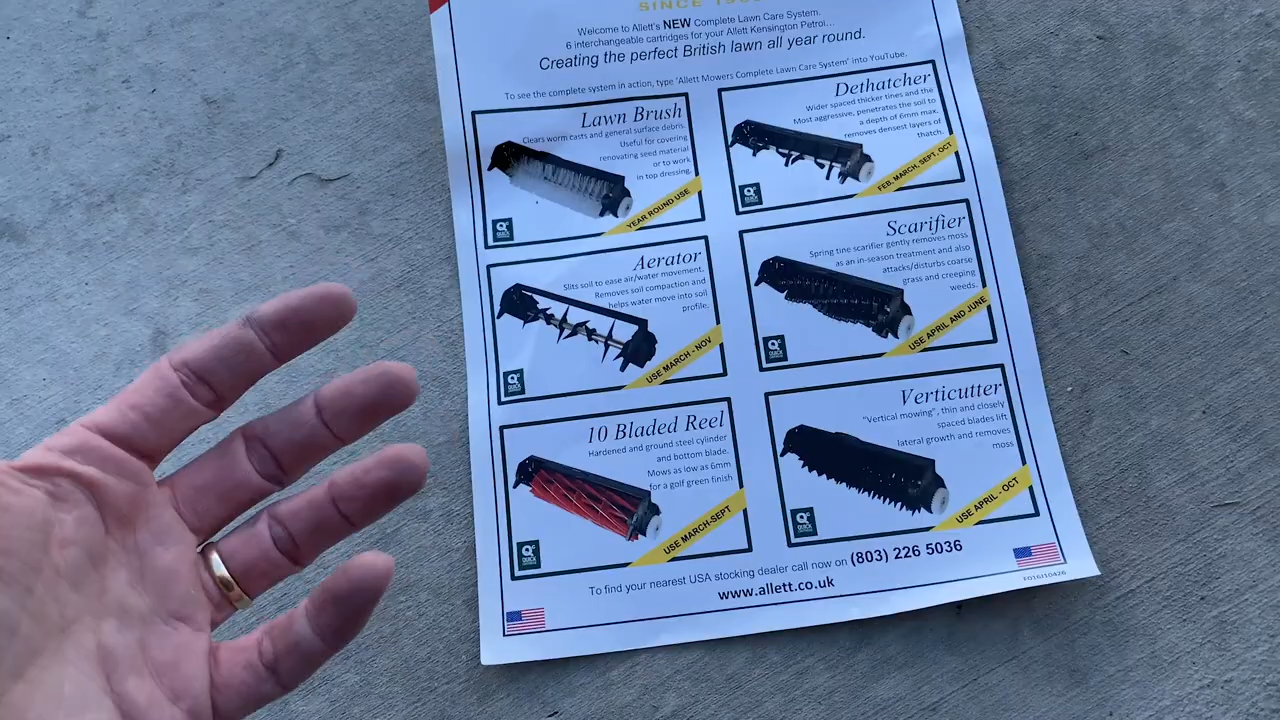 SINCE
Welcome to Allett's NEW Complete Lawn Care System.
6 interchangeable cartridges for your Allett Kensington Petrol...
Creating the perfect British lawn all year round.
To see the complete system in action, type 'Allett Mowers Complete Lawn Care System' into YouTube.
Lawn Brush
Clears worm casts and general surface debris.
Useful for covering
renovating seed material
or to work
in top dressing.
YEAR ROUND USE
QUICK
Dethatcher
Wider spaced thicker tines and the
Most aggressive, penetrates the soil to
a depth of 6mm max,
removes densest layers of
thatch.
FEB, MARCH, SEPT, OCT
QUICK
Aerator
Slits soil to ease air/water movement.
Removes soil compaction and
helps water move into soil
profile.
USE MARCH - NOV
QUICK
Scarifier
Spring tine scarifier gently removes moss
as an in-season treatment and also
attacks/disturbs coarse
grass and creeping
weeds.
USE APRIL AND JUNE
QUICK
10 Bladed Reel
Hardened and ground steel cylinder
and bottom blade.
Mows as low as 6mm
for a golf green finish
USE MARCH-SEPT
QUICK
Verticutter
"Vertical mowing", thin and closely
spaced blades lift
lateral growth and removes
moss
USE APRIL - OCT
QUICK
To find your nearest USA stocking dealer call now on (803) 226 5036
www.allett.co.uk